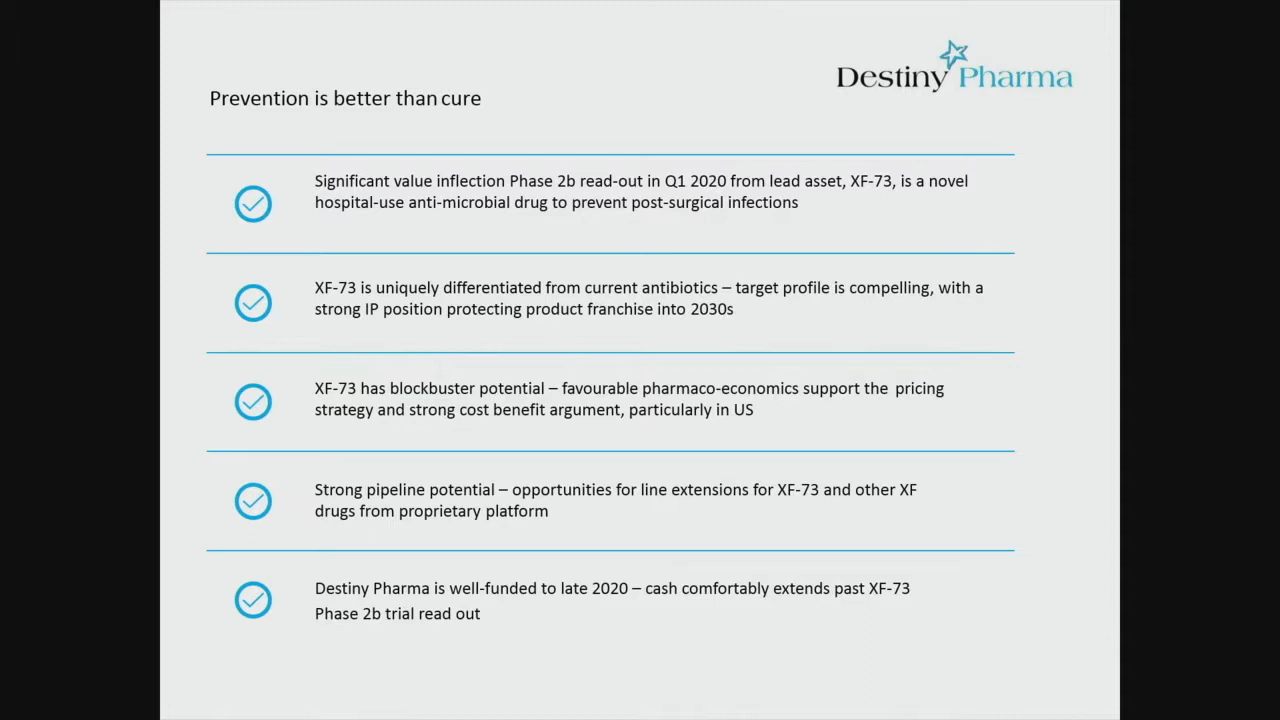 Destiny Pharma
Prevention is better than cure
Significant value inflection Phase 2b read-out in Q1 2020 from lead asset, XF-73, is a novel
hospital-use anti-microbial drug to prevent post-surgical infections
XF-73 is uniquely differentiated from current antibiotics – target profile is compelling, with a
strong IP position protecting product franchise into 2030s
XF-73 has blockbuster potential – favourable pharmaco-economics support the pricing
strategy and strong cost benefit argument, particularly in US
Strong pipeline potential – opportunities for line extensions for XF-73 and other XF
drugs from proprietary platform
Destiny Pharma is well-funded to late 2020 – cash comfortably extends past XF-73
Phase 2b trial read out